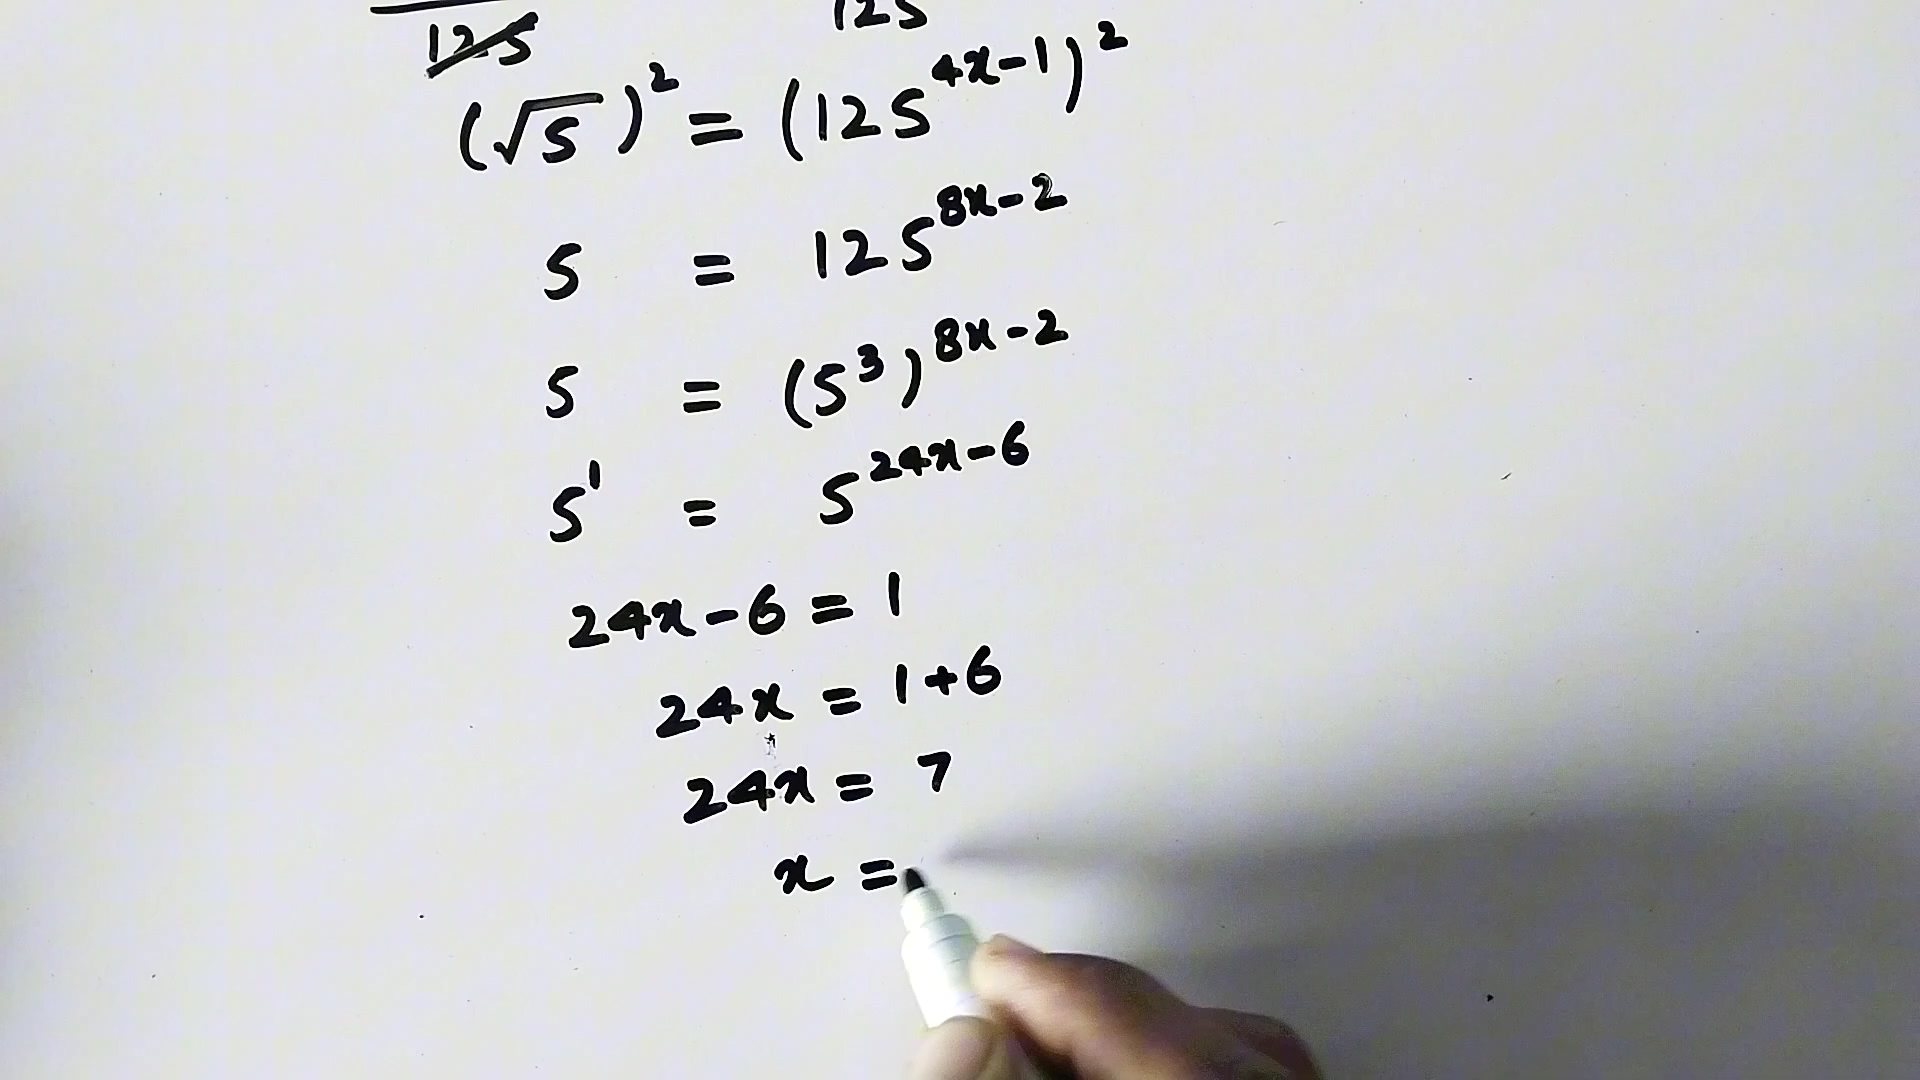 125 125
(√5)² = (125^(4x-1))²
5 = 125^(8x-2)
5 = (5³)^(8x-2)
5¹ = 5^(24x-6)
24x-6 = 1
24x = 1+6
24x = 7
x =